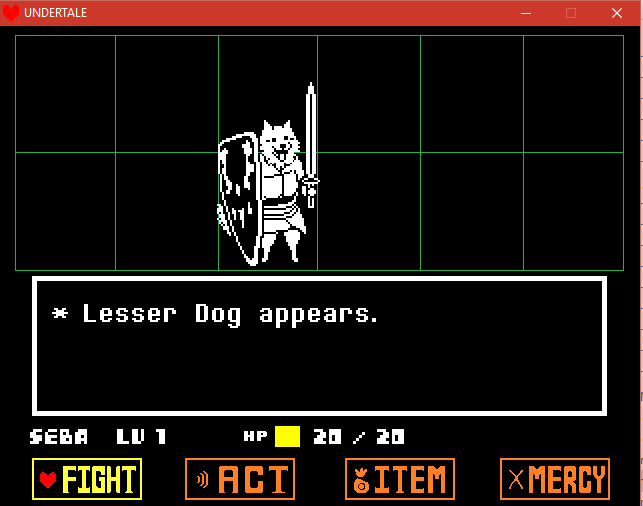 UNDERTALE
* Lesser Dog appears.
SEBA LV 1 HP 20 / 20
FIGHT ACT ITEM MERCY